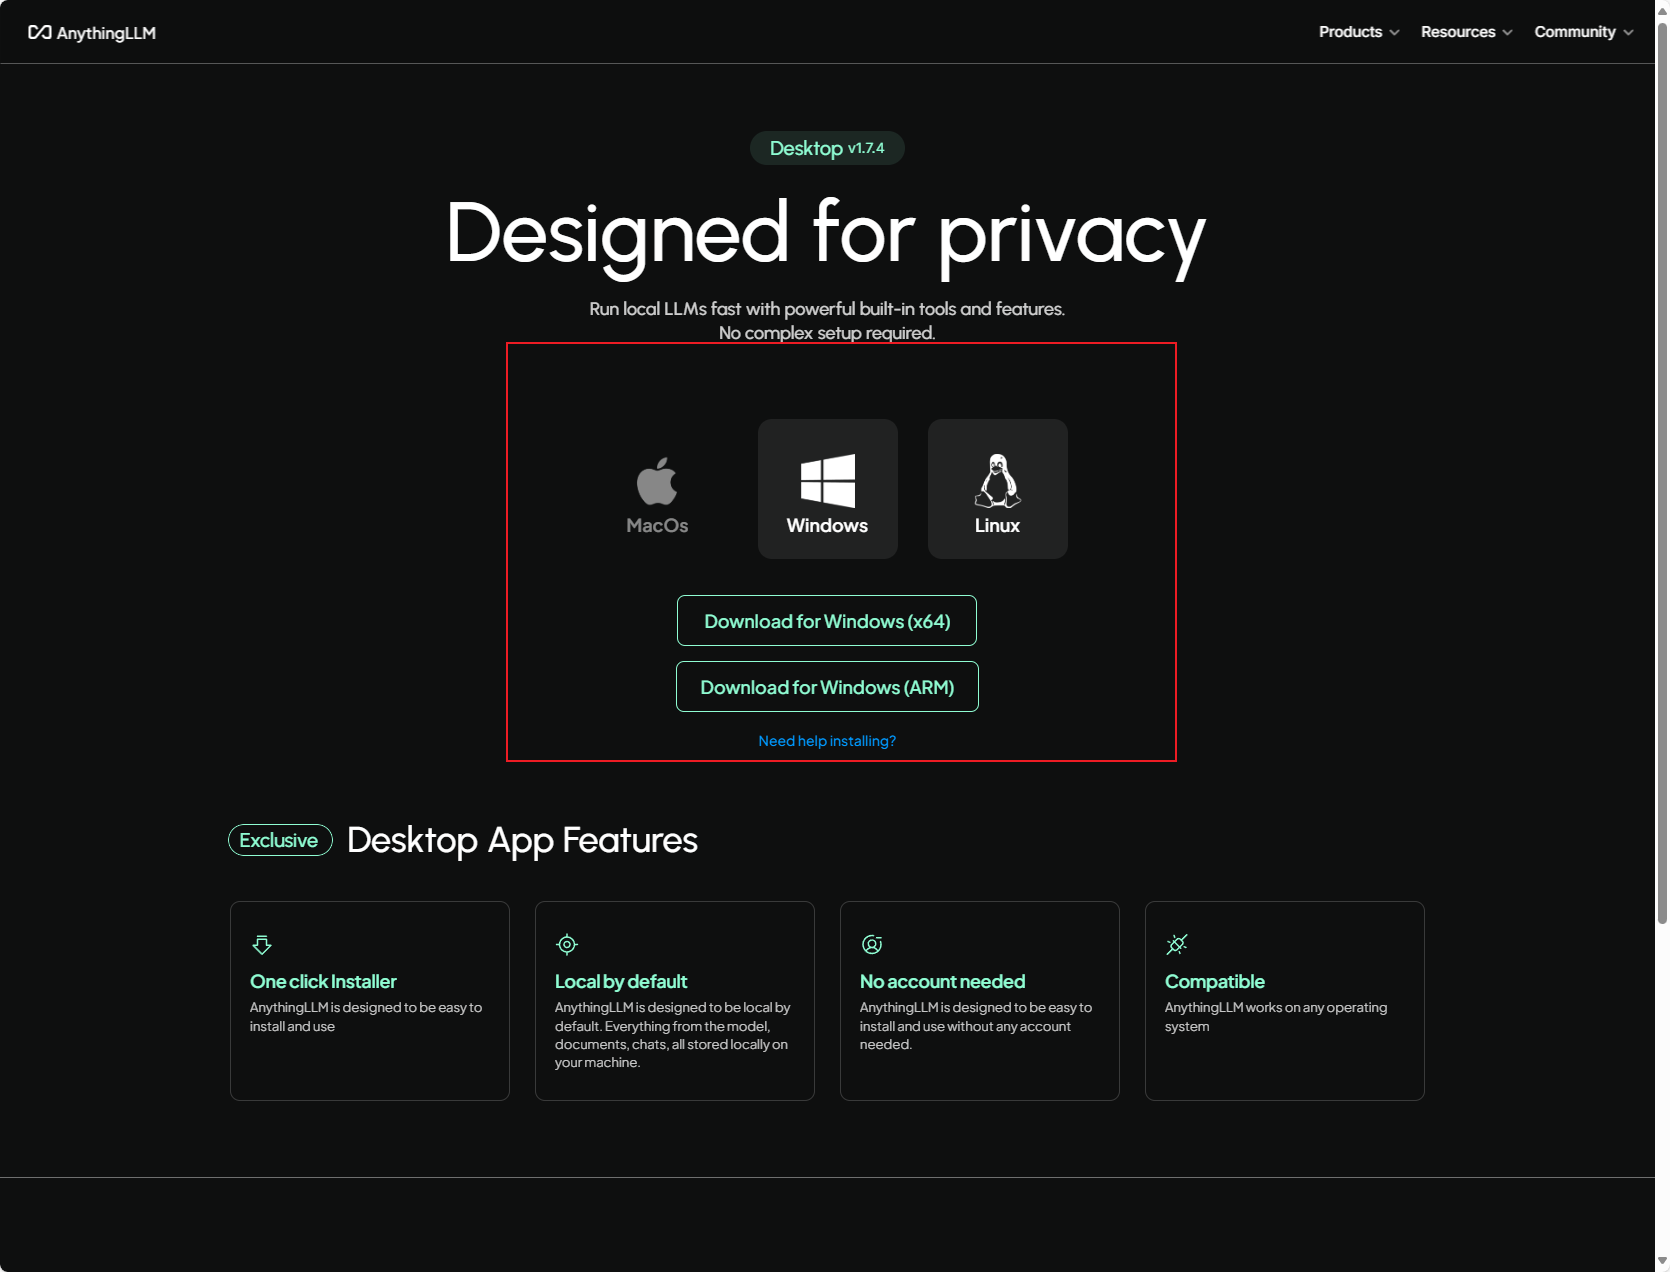 AnythingLLM
Products
Resources
Community
Desktop v1.7.4
Designed for privacy
Run local LLMs fast with powerful built-in tools and features.
No complex setup required.
MacOs
Windows
Linux
Download for Windows (x64)
Download for Windows (ARM)
Need help installing?
Exclusive
Desktop App Features
One click Installer
AnythingLLM is designed to be easy to
install and use
Local by default
AnythingLLM is designed to be local by
default. Everything from the model,
documents, chats, all stored locally on
your machine.
No account needed
AnythingLLM is designed to be easy to
install and use without any account
needed.
Compatible
AnythingLLM works on any operating
system